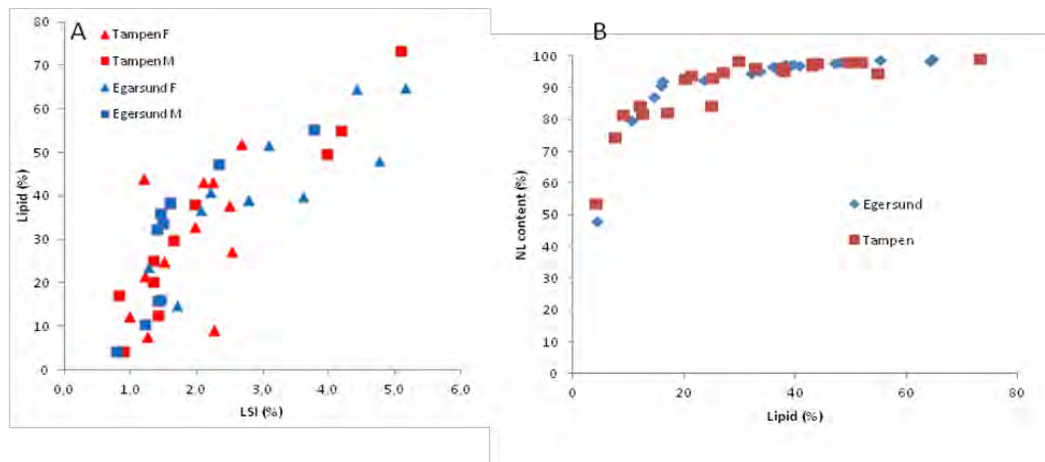 A
Tampen F
Tampen M
Egarsund F
Egersund M
Lipid (%)
80
70
60
50
40
30
20
10
0
0,0 1,0 2,0 3,0 4,0 5,0 6,0
LSI (%)
B
NL content (%)
100
90
80
70
60
50
40
30
20
10
0
Egersund
Tampen
0 20 40 60 80
Lipid (%)